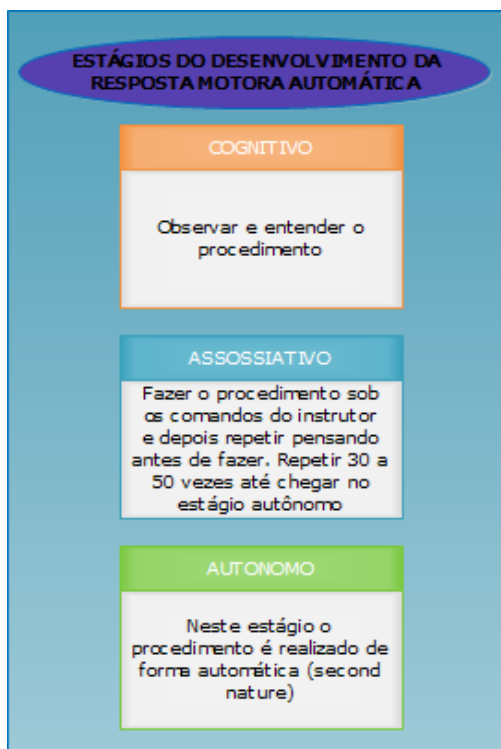 ESTÁGIOS DO DESENVOLVIMENTO DA
RESPOSTA MOTORA AUTOMÁTICA
COGNITIVO
Observar e entender o
procedimento
ASSOSSIATIVO
Fazer o procedimento sob
os comandos do instrutor
e depois repetir pensando
antes de fazer. Repetir 30 a
50 vezes até chegar no
estágio autônomo
AUTONOMO
Neste estágio o
procedimento é realizado de
forma automática (second
nature)